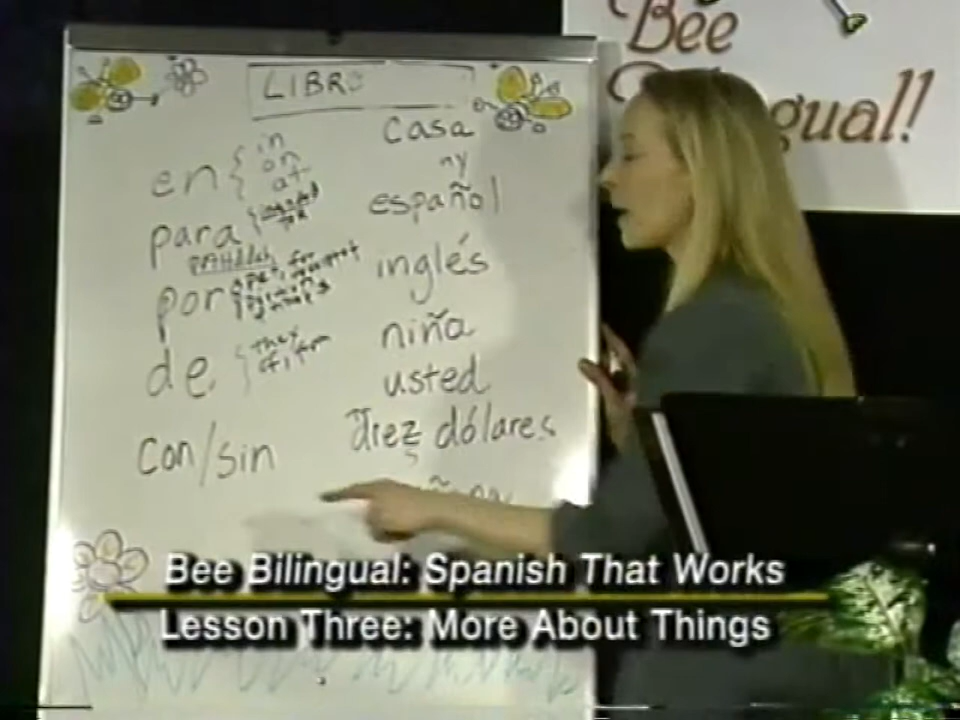 Bee
gual!
LIBRO
casa
en { in
on
at
ny
español
para
por
inglés
de
niña
usted
con/sin
diez dólares
s
Bee Bilingual: Spanish That Works
Lesson Three: More About Things